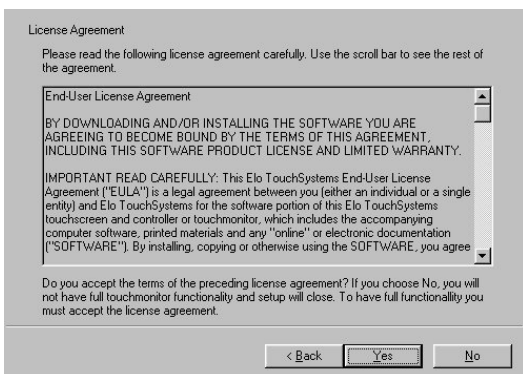 License Agreement
Please read the following license agreement carefully. Use the scroll bar to see the rest of
the agreement.
End-User License Agreement
BY DOWNLOADING AND/OR INSTALLING THE SOFTWARE YOU ARE
AGREEING TO BECOME BOUND BY THE TERMS OF THIS AGREEMENT,
INCLUDING THIS SOFTWARE PRODUCT LICENSE AND LIMITED WARRANTY.
IMPORTANT READ CAREFULLY: This Elo TouchSystems End-User License
Agreement ("EULA") is a legal agreement between you (either an individual or a single
entity) and Elo TouchSystems for the software portion of this Elo TouchSystems
touchscreen and controller or touchmonitor, which includes the accompanying
computer software, printed materials and any "online" or electronic documentation
("SOFTWARE"). By installing, copying or otherwise using the SOFTWARE, you agree
Do you accept the terms of the preceding license agreement? If you choose No, you will
not have full touchmonitor functionality and setup will close. To have full functionallity you
must accept the license agreement.
< Back Yes No